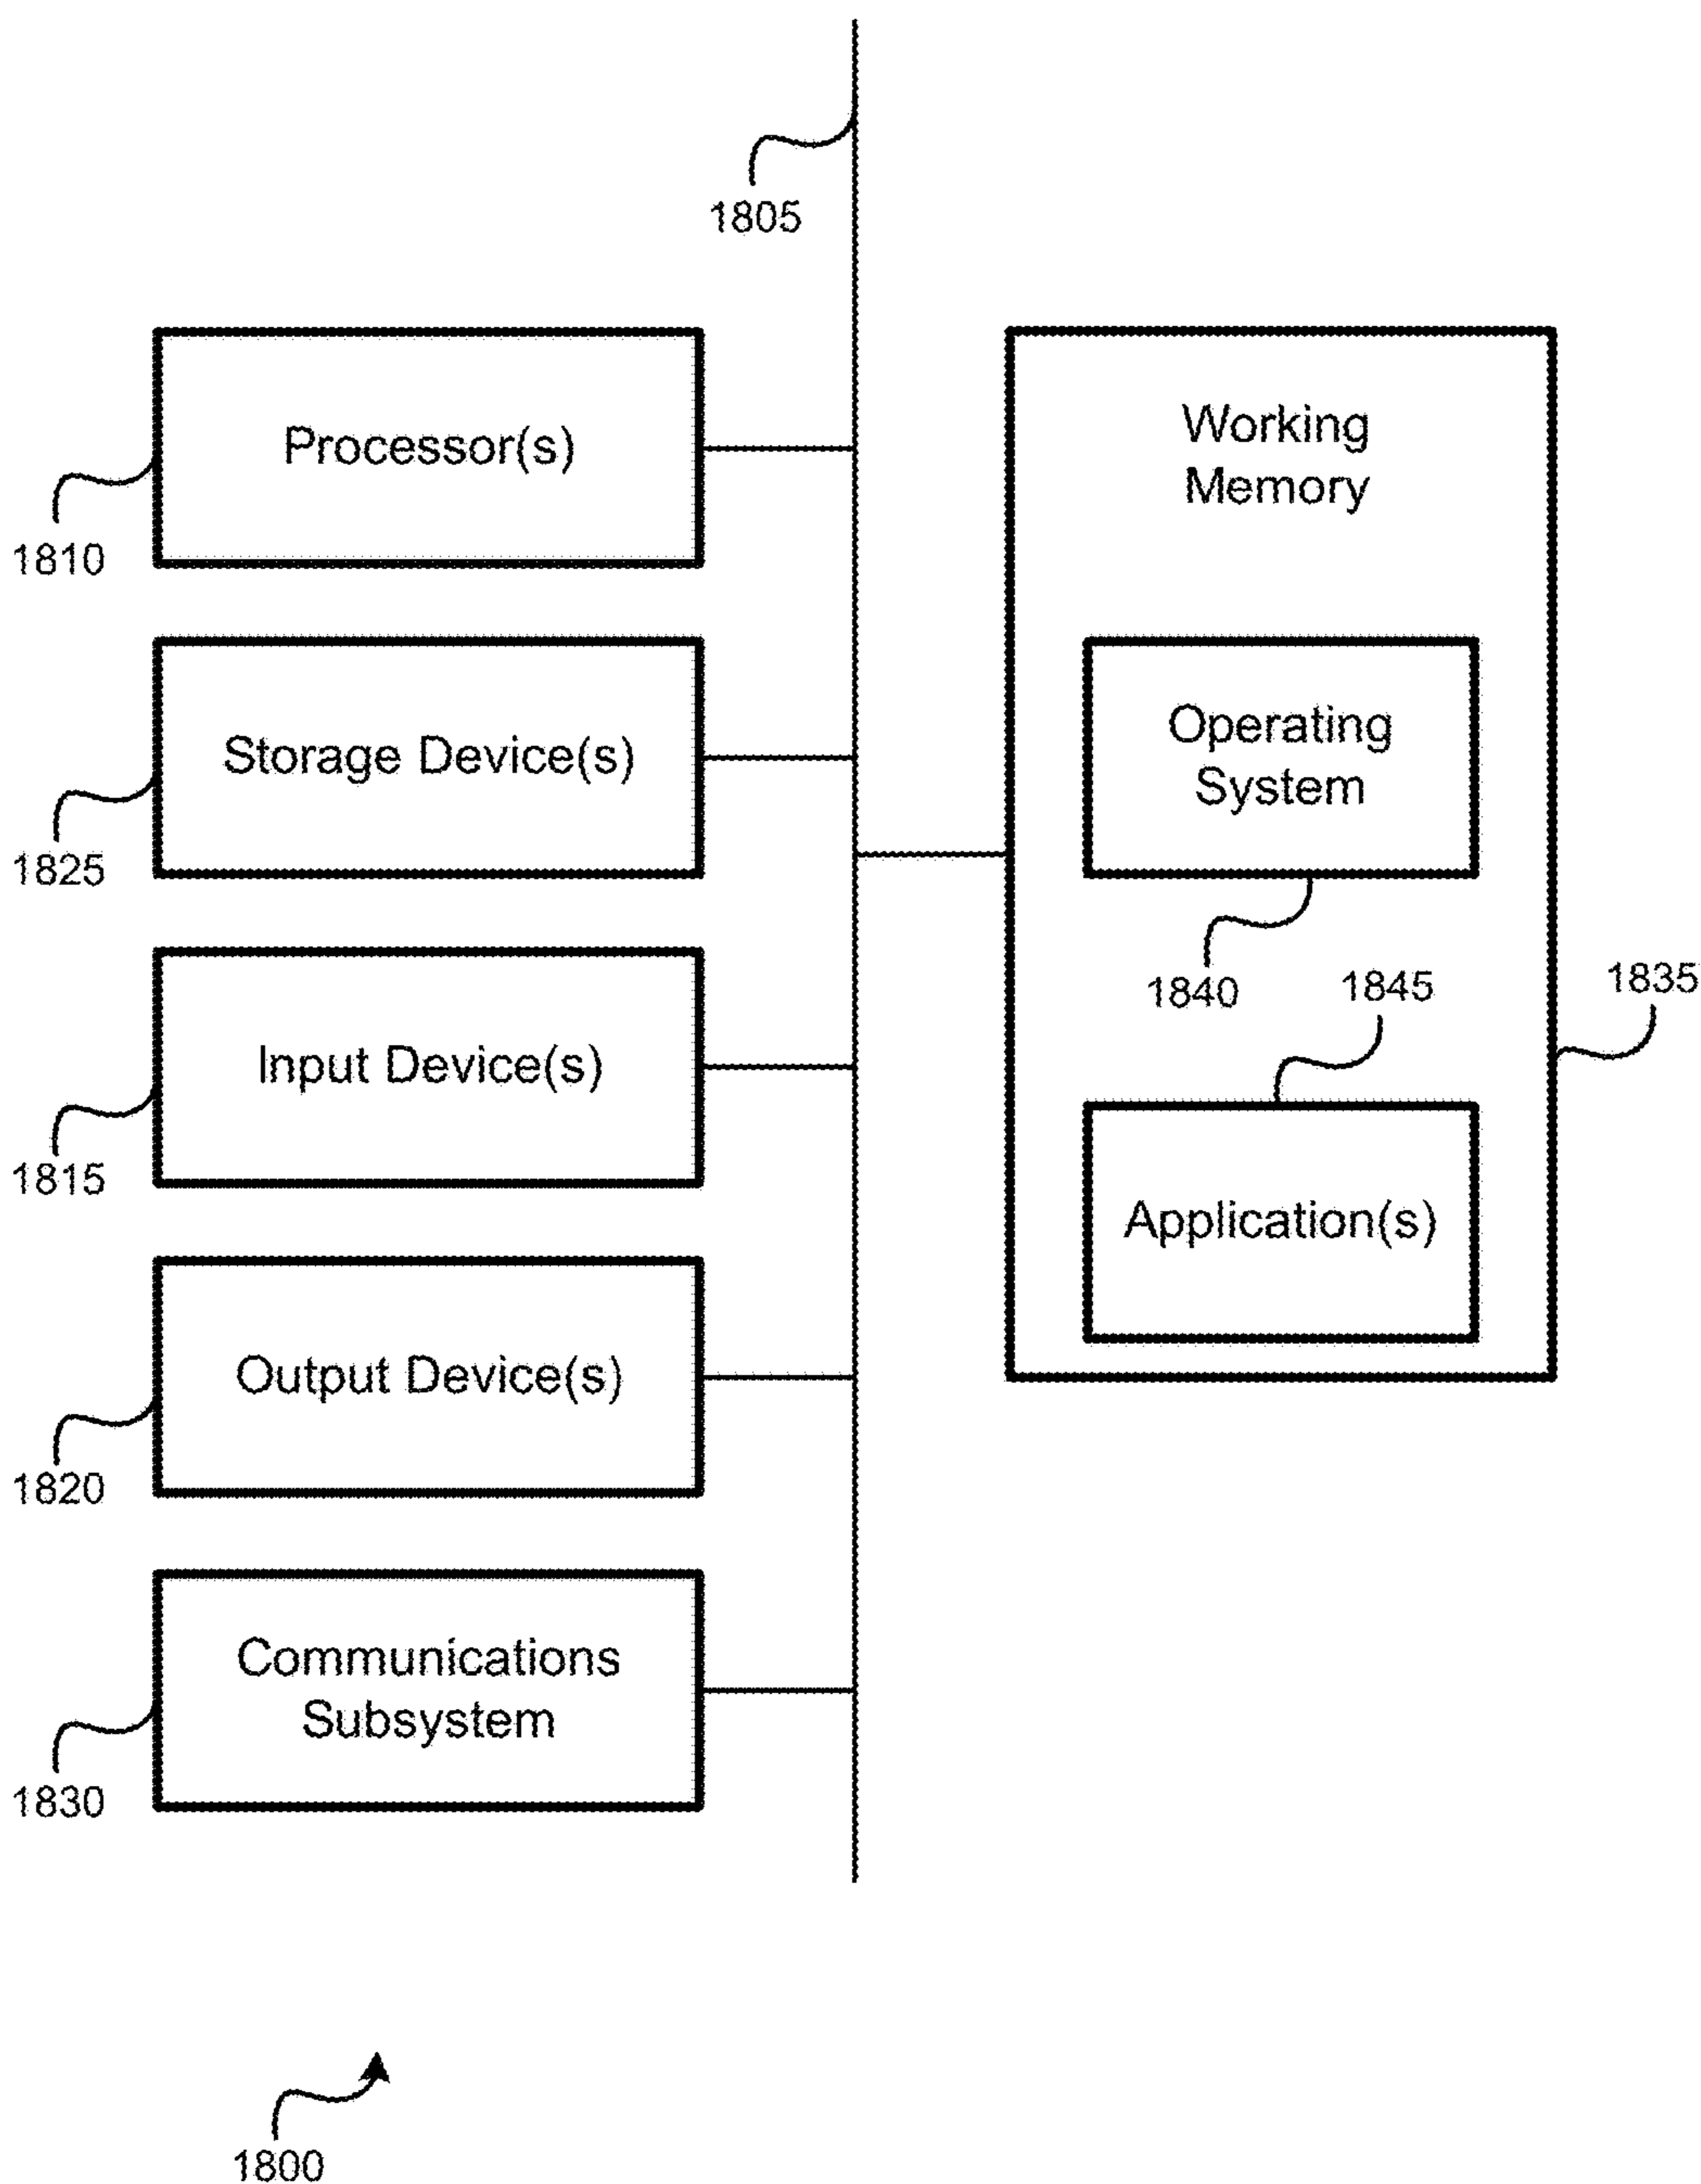 1805
Processor(s)
1810
Storage Device(s)
1825
Input Device(s)
1815
Output Device(s)
1820
Communications
Subsystem
1830
Working
Memory
Operating
System
1840
1845
1835
Application(s)
1800